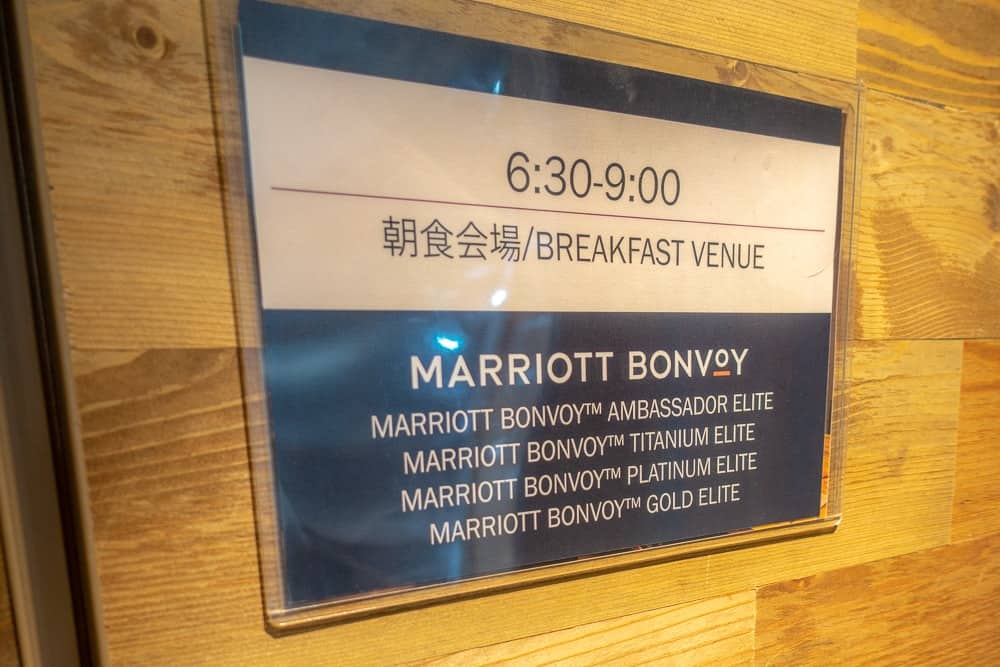 6:30-9:00
朝食会場/BREAKFAST VENUE
MARRIOTT BONVOY
MARRIOTT BONVOY™ AMBASSADOR ELITE
MARRIOTT BONVOY™ TITANIUM ELITE
MARRIOTT BONVOY™ PLATINUM ELITE
MARRIOTT BONVOY™ GOLD ELITE